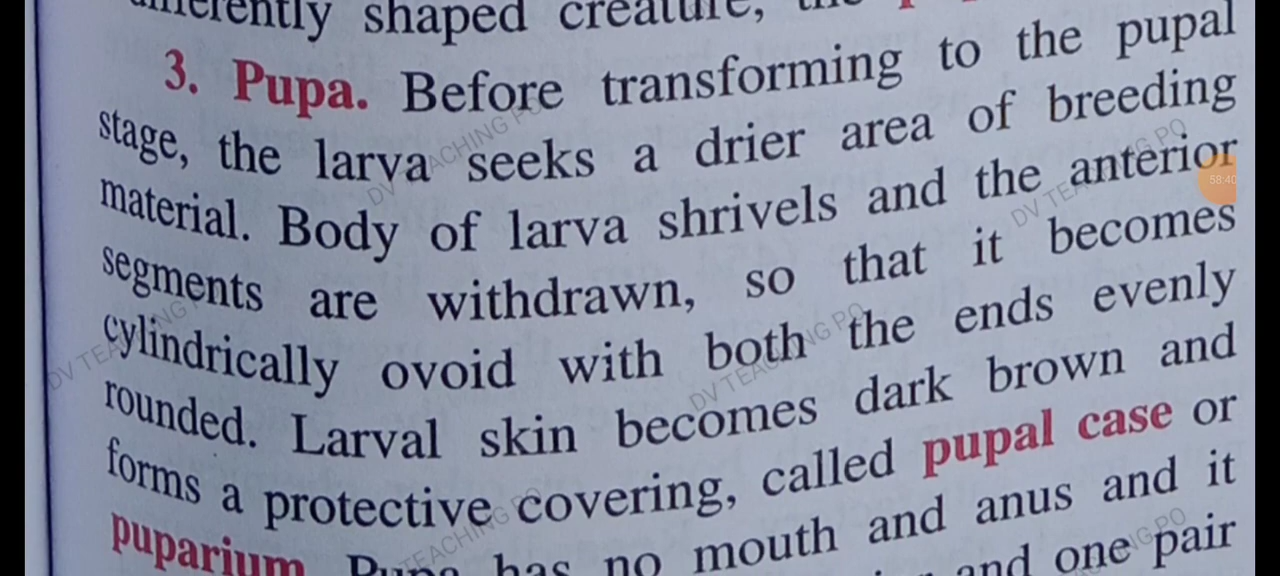 shaped creature, the
3. Pupa. Before transforming to the pupal
stage, the larva seeks a drier area of breeding
material. Body of larva shrivels and the anterior
segments are withdrawn, so that it becomes
cylindrically ovoid with both the ends evenly
rounded. Larval skin becomes dark brown and
forms a protective covering, called pupal case or
puparium. Pupa has no mouth and anus and it
and one pair
58:40